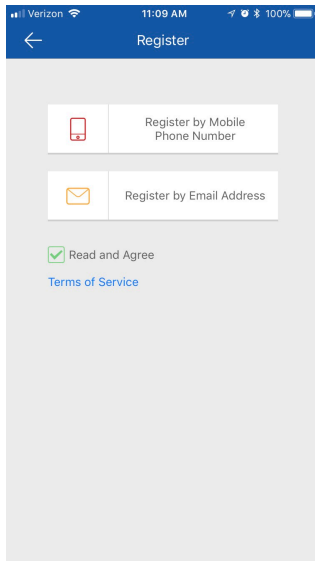 Verizon 11:09 AM 100%
Register
Register by Mobile
Phone Number
Register by Email Address
Read and Agree
Terms of Service